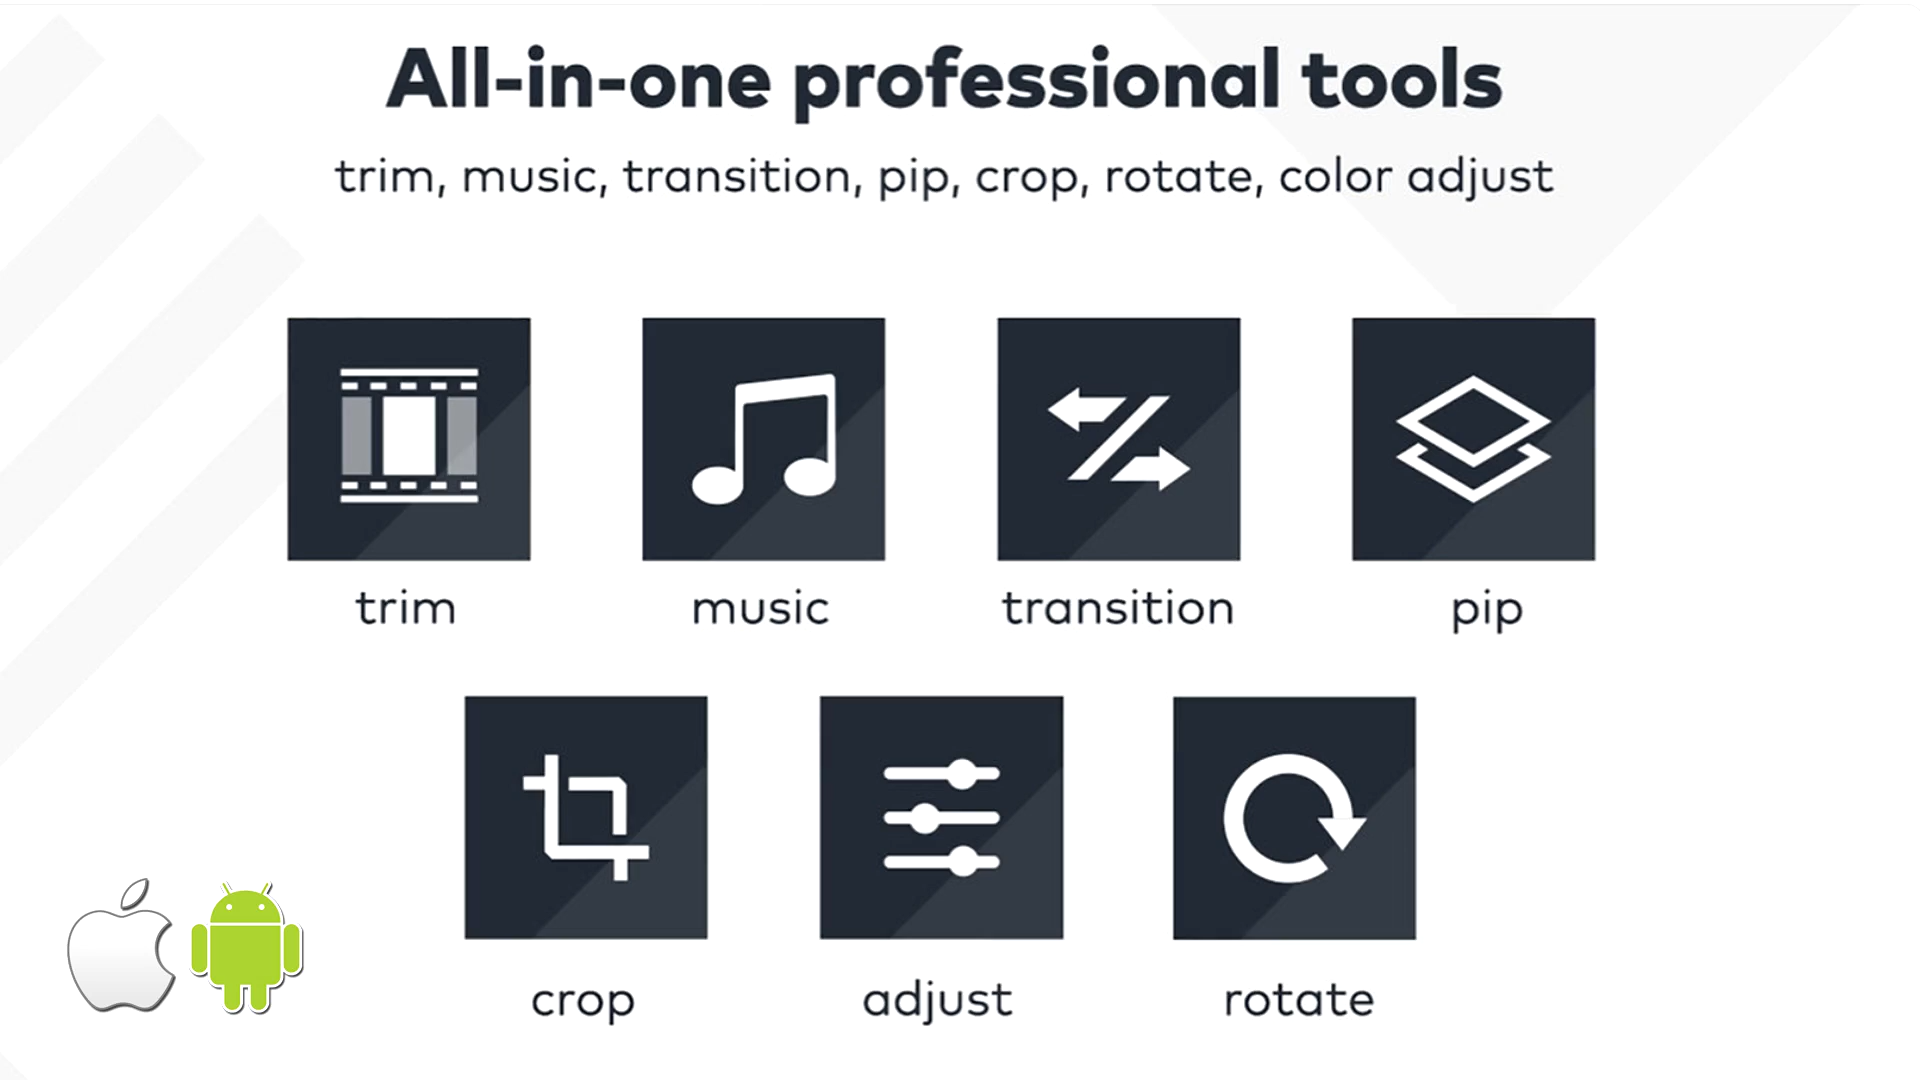 All-in-one professional tools
trim, music, transition, pip, crop, rotate, color adjust
trim
music
transition
pip
crop
adjust
rotate